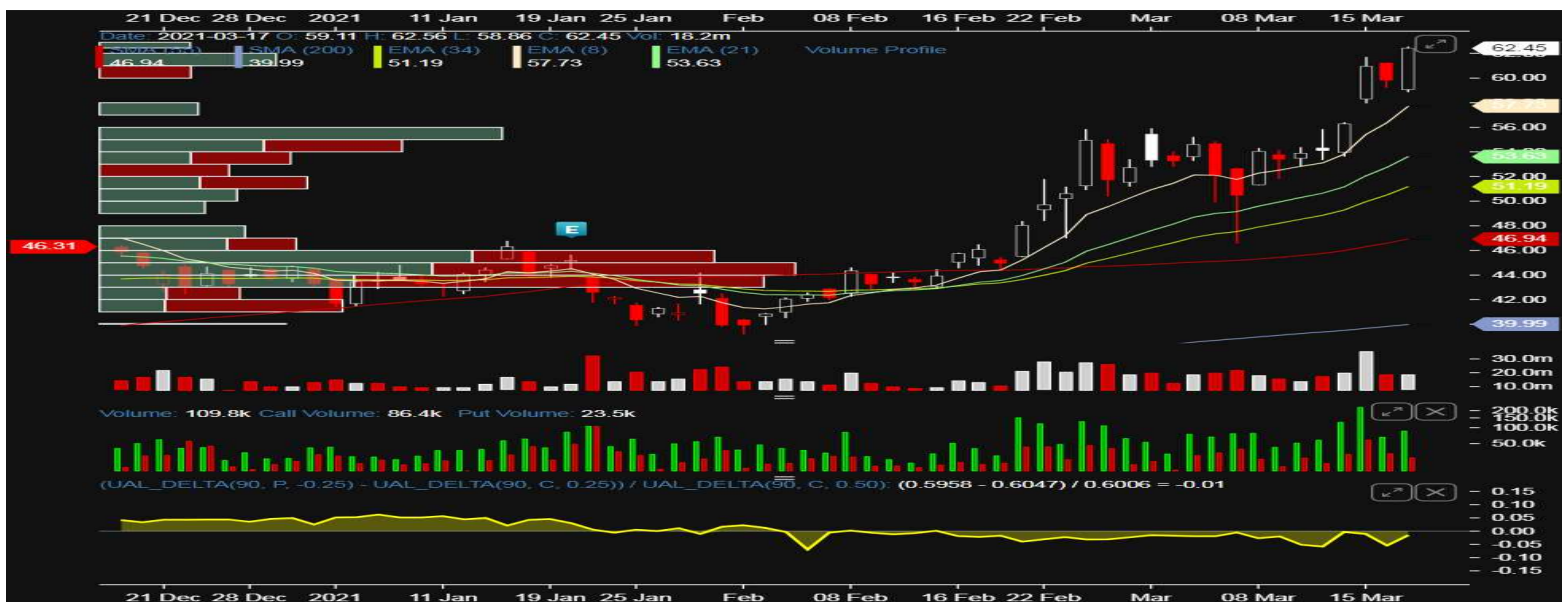 21 Dec 28 Dec 2021 11 Jan 19 Jan 25 Jan Feb 08 Feb 16 Feb 22 Feb Mar 08 Mar 15 Mar
Date: 2021-03-17 O: 59.11 H: 62.56 L: 58.86 C: 62.45 Vol: 18.2m
SMA (200) EMA (34) EMA (8) EMA (21) Volume Profile
46.94 39.99 51.19 57.73 53.63
62.45
60.00
56.00
53.63
52.00
51.19
50.00
48.00
46.31
46.94
46.00
E
44.00
42.00
39.99
30.0m
20.0m
10.0m
Volume: 109.8k Call Volume: 86.4k Put Volume: 23.5k
200.0k
150.0k
100.0k
50.0k
(UAL_DELTA(90, P, -0.25) - UAL_DELTA(90, C, 0.25)) / UAL_DELTA(90, C, 0.50): (0.5958 - 0.6047) / 0.6006 = -0.01
0.15
0.10
0.05
0.00
-0.05
-0.10
-0.15
21 Dec 28 Dec 2021 11 Jan 19 Jan 25 Jan Feb 08 Feb 16 Feb 22 Feb Mar 08 Mar 15 Mar